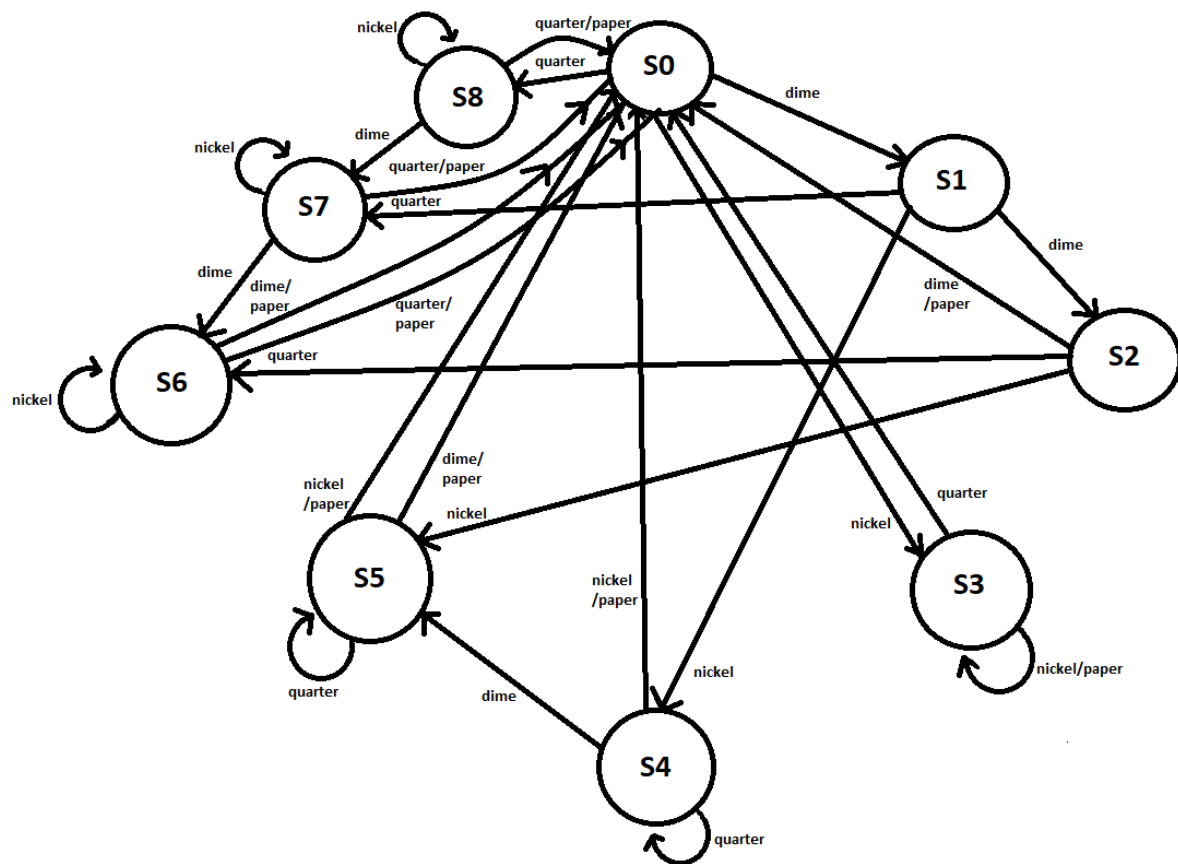 nickel
quarter/paper
S0
quarter
S8
dime
nickel
dime
quarter/paper
S7
quarter
S1
dime
dime
dime/
paper
quarter/
paper
dime
/paper
S6
quarter
S2
nickel
nickel
/paper
dime/
paper
nickel
quarter
nickel
S5
S3
nickel
/paper
nickel
nickel/paper
quarter
dime
S4
quarter